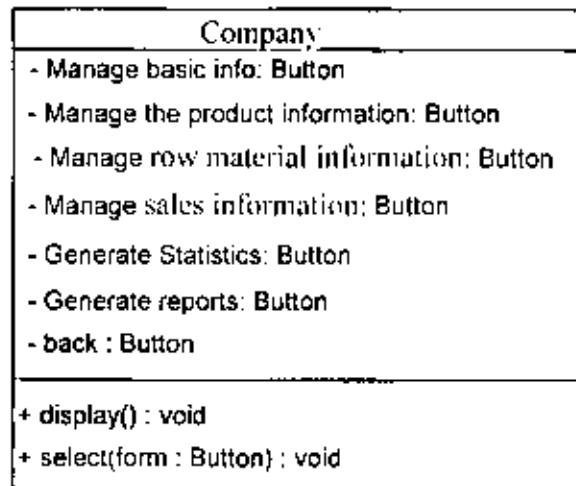 Company
- Manage basic info: Button
- Manage the product information: Button
- Manage row material information: Button
- Manage sales information: Button
- Generate Statistics: Button
- Generate reports: Button
- back : Button
+ display() : void
+ select(form : Button) : void